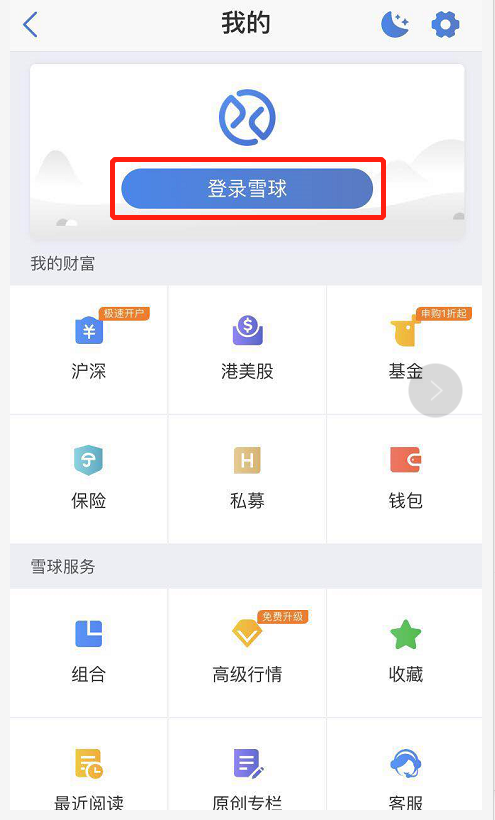 我的
登录雪球
我的财富
极速开户
申购1折起
沪深
港美股
基金
H
保险
私募
钱包
雪球服务
免费升级
组合
高级行情
收藏
最近阅读
原创专栏
客服